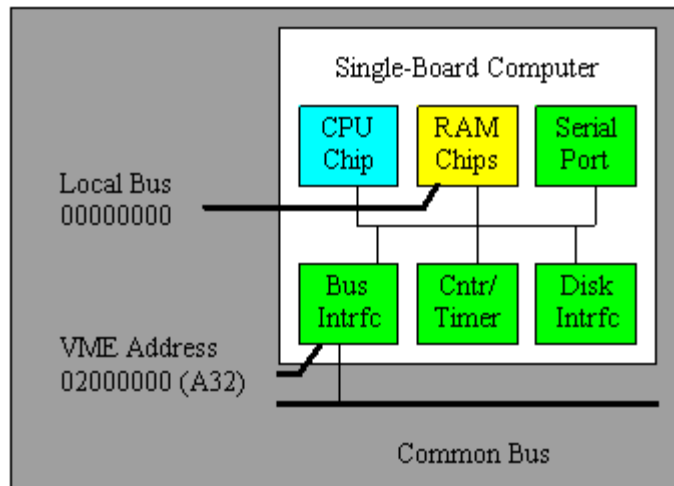 Single-Board Computer
CPU
Chip
RAM
Chips
Serial
Port
Local Bus
00000000
Bus
Intrfc
Cntr/
Timer
Disk
Intrfc
VME Address
02000000 (A32)
Common Bus